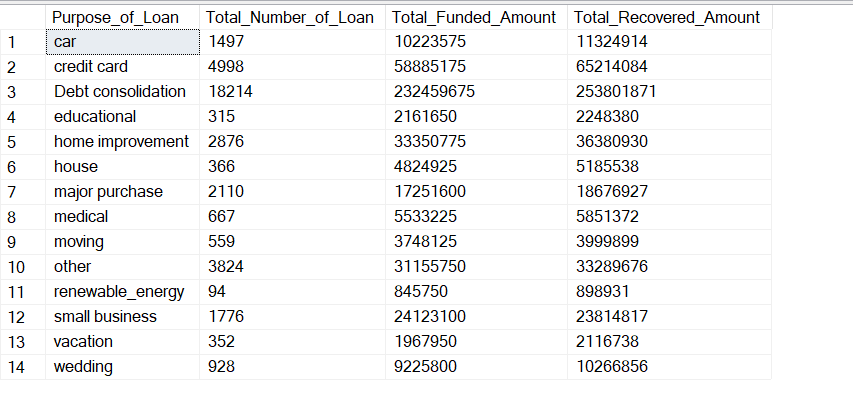 Purpose_of_Loan Total_Number_of_Loan Total_Funded_Amount Total_Recovered_Amount
1 car 1497 10223575 11324914
2 credit card 4998 58885175 65214084
3 Debt consolidation 18214 232459675 253801871
4 educational 315 2161650 2248380
5 home improvement 2876 33350775 36380930
6 house 366 4824925 5185538
7 major purchase 2110 17251600 18676927
8 medical 667 5533225 5851372
9 moving 559 3748125 3999899
10 other 3824 31155750 33289676
11 renewable_energy 94 845750 898931
12 small business 1776 24123100 23814817
13 vacation 352 1967950 2116738
14 wedding 928 9225800 10266856